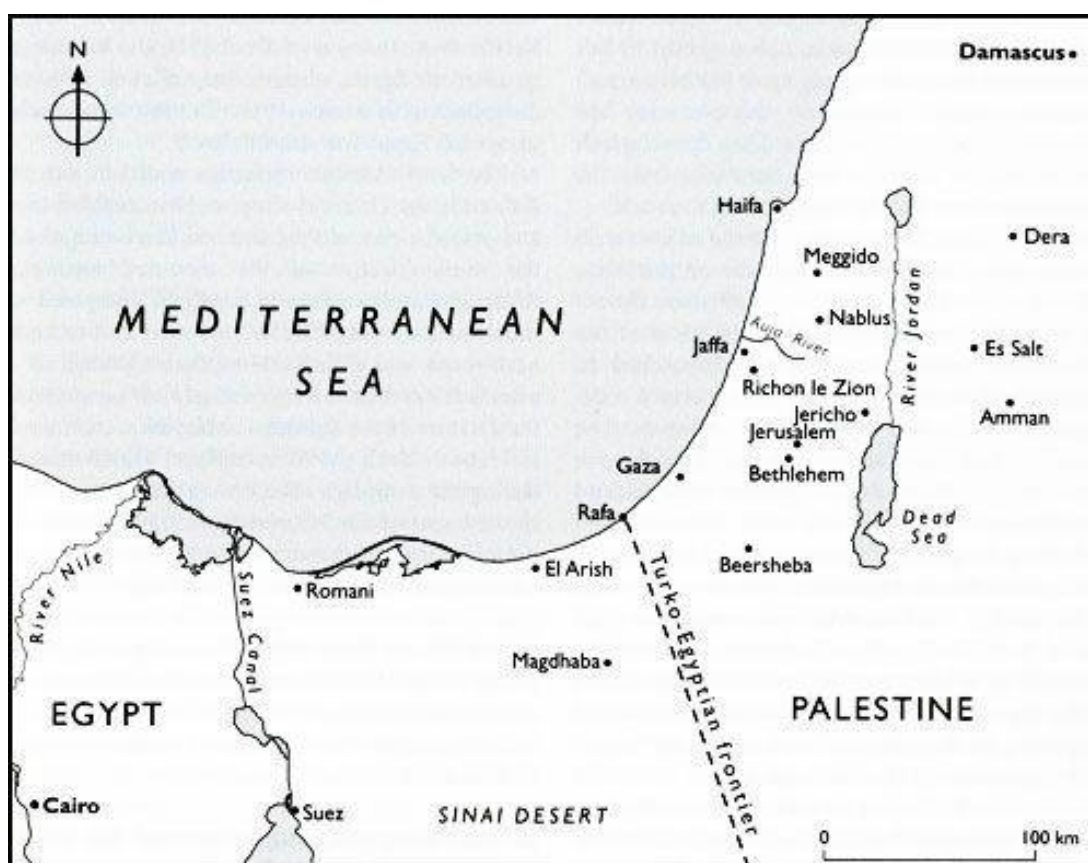 N
Damascus
Haifa
Dera
Meggido
MEDITERRANEAN
SEA
Nablus
Auja River
River Jordan
Jaffa
Es Salt
Richon le Zion
Jericho
Amman
Jerusalem
Bethlehem
Gaza
Rafa
Dead
Sea
Beersheba
El Arish
Romani
River Nile
Suez Canal
Turko-Egyptian frontier
Magdhaba
EGYPT
PALESTINE
Cairo
Suez
SINAI DESERT
0
100 km